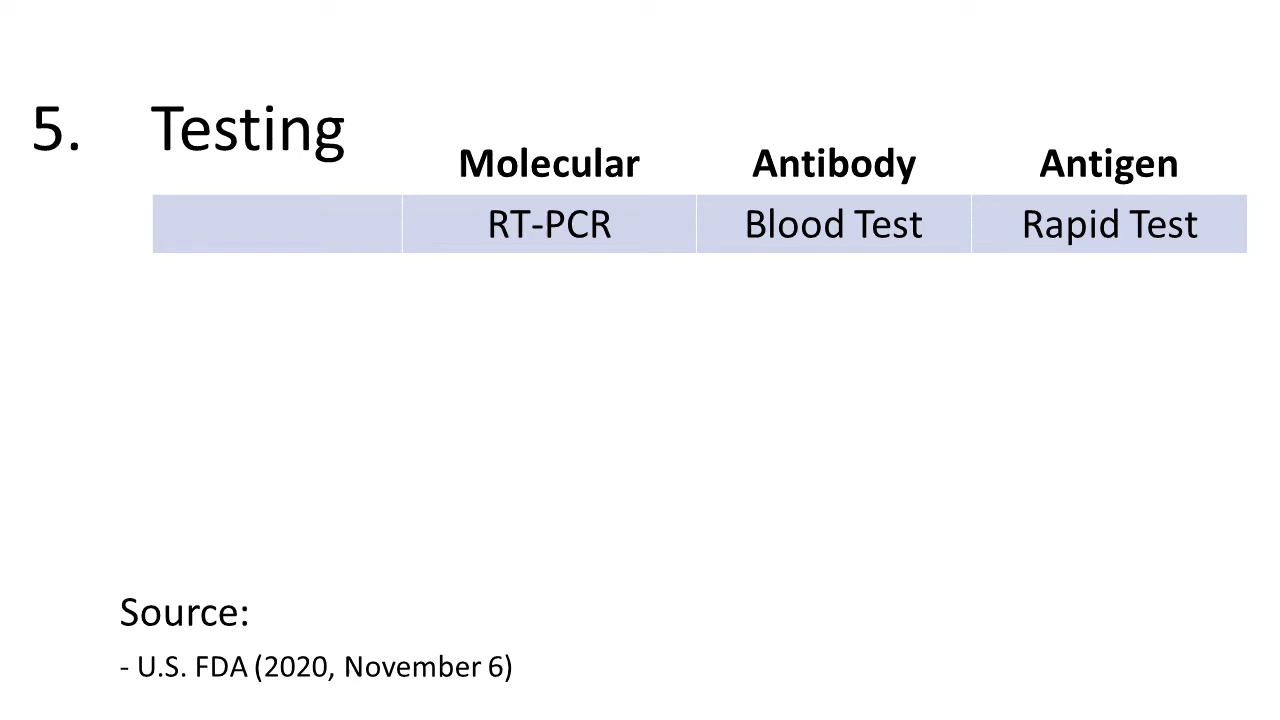 5. Testing
Molecular Antibody Antigen
RT-PCR Blood Test Rapid Test
Source:
- U.S. FDA (2020, November 6)